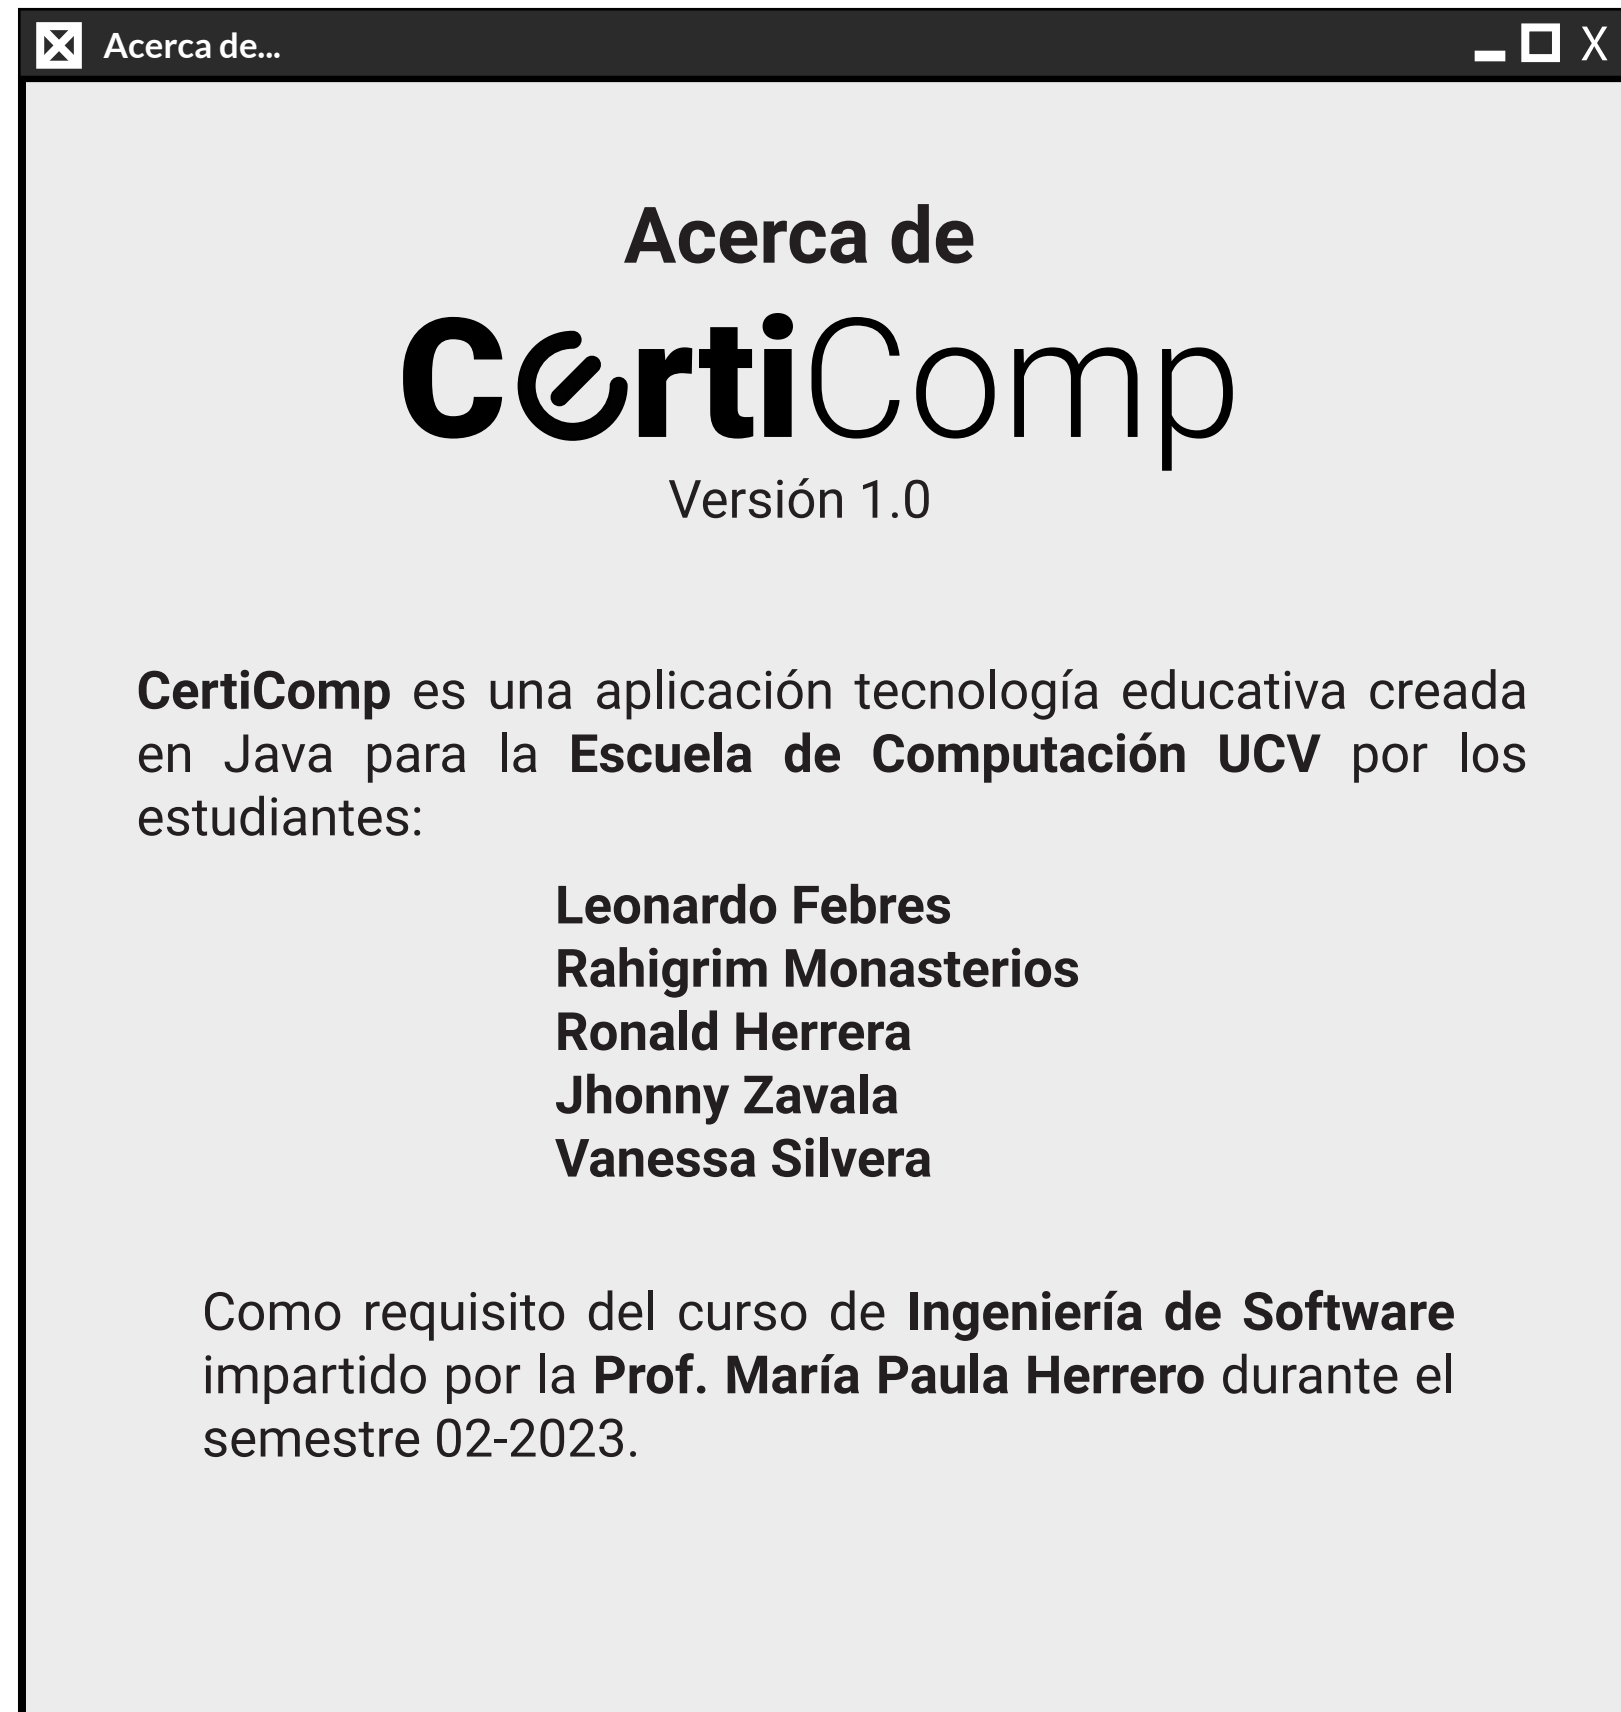 Acerca de...
X
Acerca de
CertiComp
Versión 1.0
CertiComp es una aplicación tecnología educativa creada
en Java para la Escuela de Computación UCV por los
estudiantes:
Leonardo Febres
Rahigrim Monasterios
Ronald Herrera
Jhonny Zavala
Vanessa Silvera
Como requisito del curso de Ingeniería de Software
impartido por la Prof. María Paula Herrero durante el
semestre 02-2023.